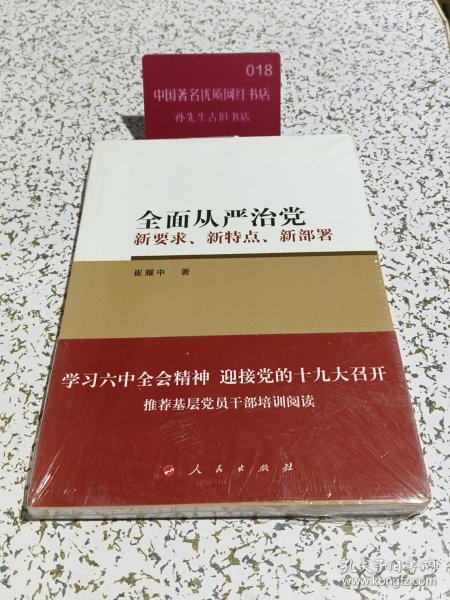 018
中国著名优质网红书店
孙先生古旧书店
全面从严治党
新要求、新特点、新部署
崔耀中 著
学习六中全会精神 迎接党的十九大召开
推荐基层党员干部培训阅读
人民出版社
孔夫子旧书网